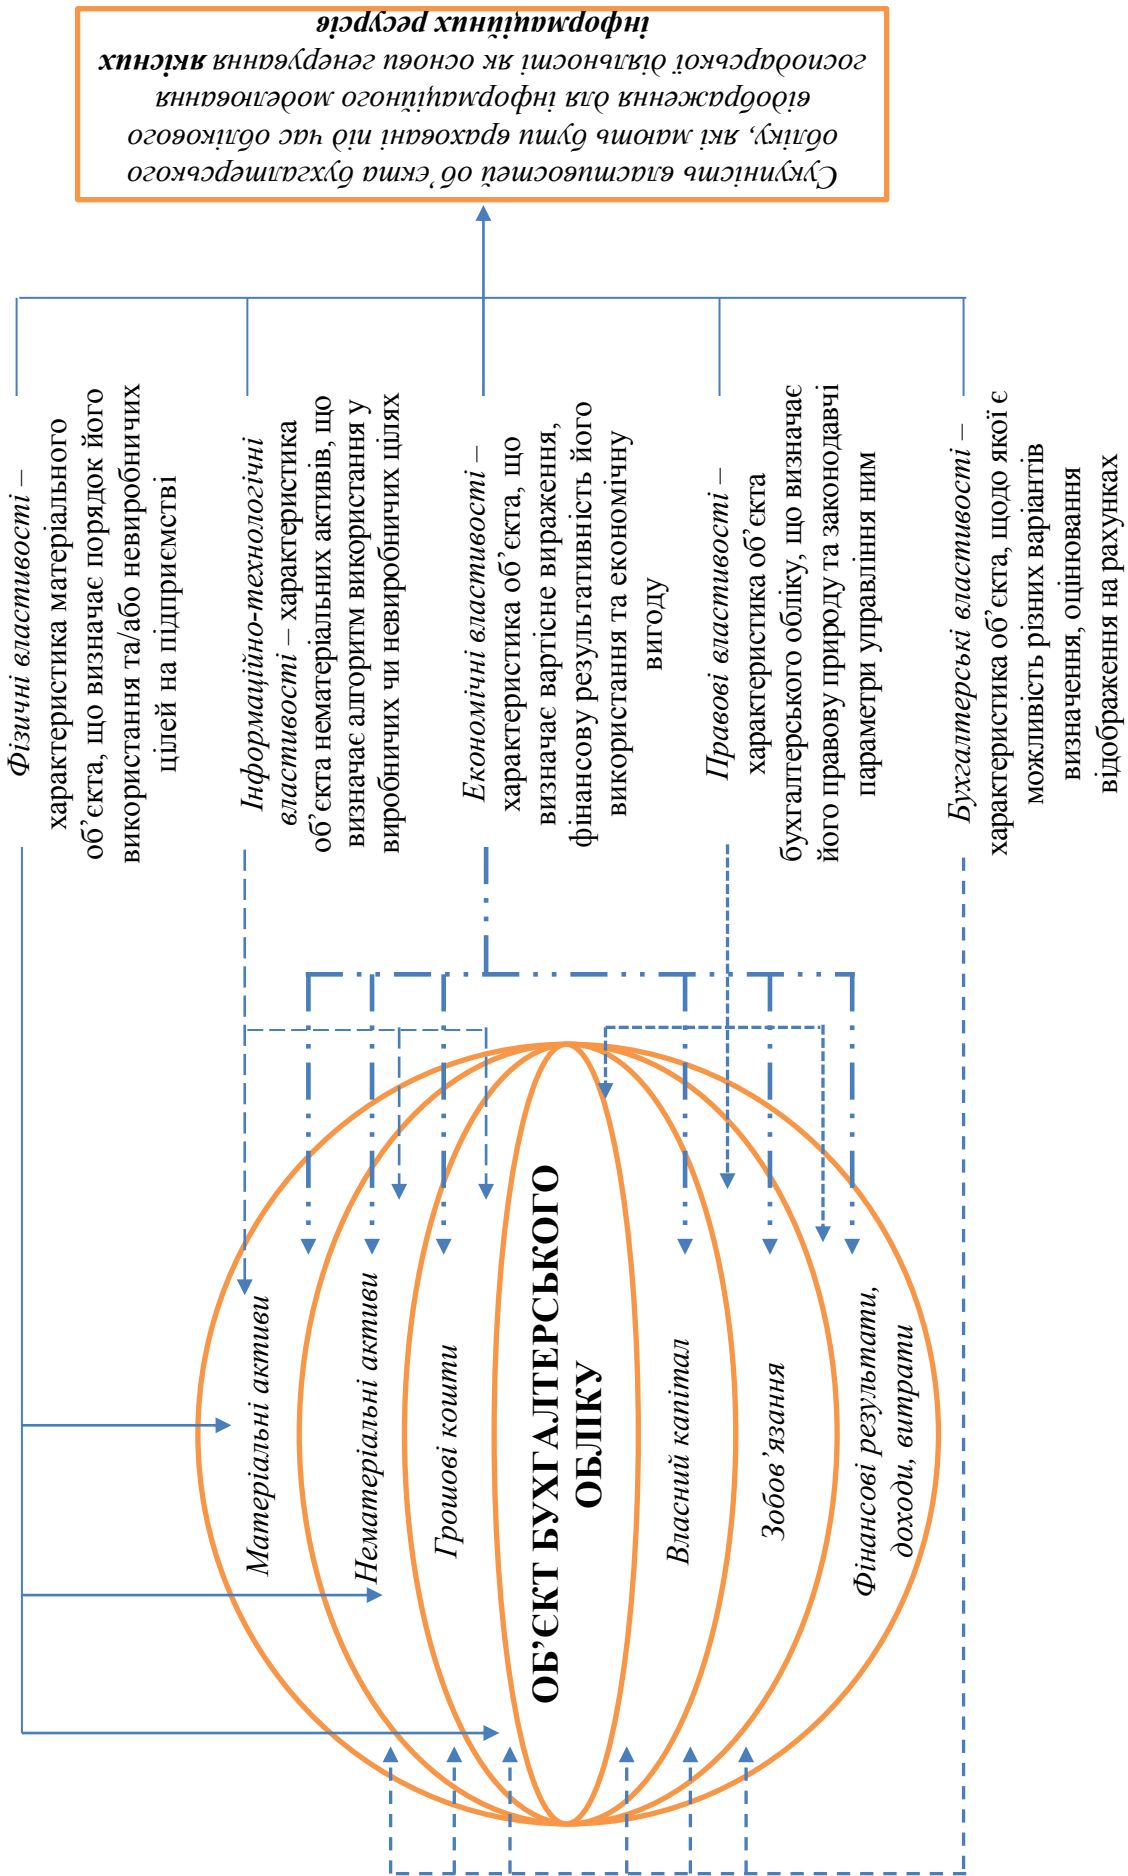 Фізичні властивості –
характеристика матеріального
об’єкта, що визначає порядок його
використання та/або невиробничих
цілей на підприємстві
Інформаційно-технологічні
властивості – характеристика
об’єкта нематеріальних активів, що
визначає алгоритм використання у
виробничих чи невиробничих цілях
Економічні властивості –
характеристика об’єкта, що
визначає вартісне вираження,
фінансову результативність його
використання та економічну
вигоду
Правові властивості –
характеристика об’єкта
бухгалтерського обліку, що визначає
його правову природу та законодавчі
параметри управління ним
Бухгалтерські властивості –
характеристика об’єкта, щодо якої є
можливість різних варіантів
визначення, оцінювання
відображення на рахунках
Матеріальні активи
Нематеріальні активи
Грошові кошти
ОБ’ЄКТ БУХГАЛТЕРСЬКОГО
ОБЛІКУ
Власний капітал
Зобов’язання
Фінансові результати,
доходи, витрати
Сукупність властивостей об’єкта бухгалтерського
обліку, які мають бути враховані під час облікового
відображення для інформаційного моделювання
господарської діяльності як основи генерування якісних
інформаційних ресурсів